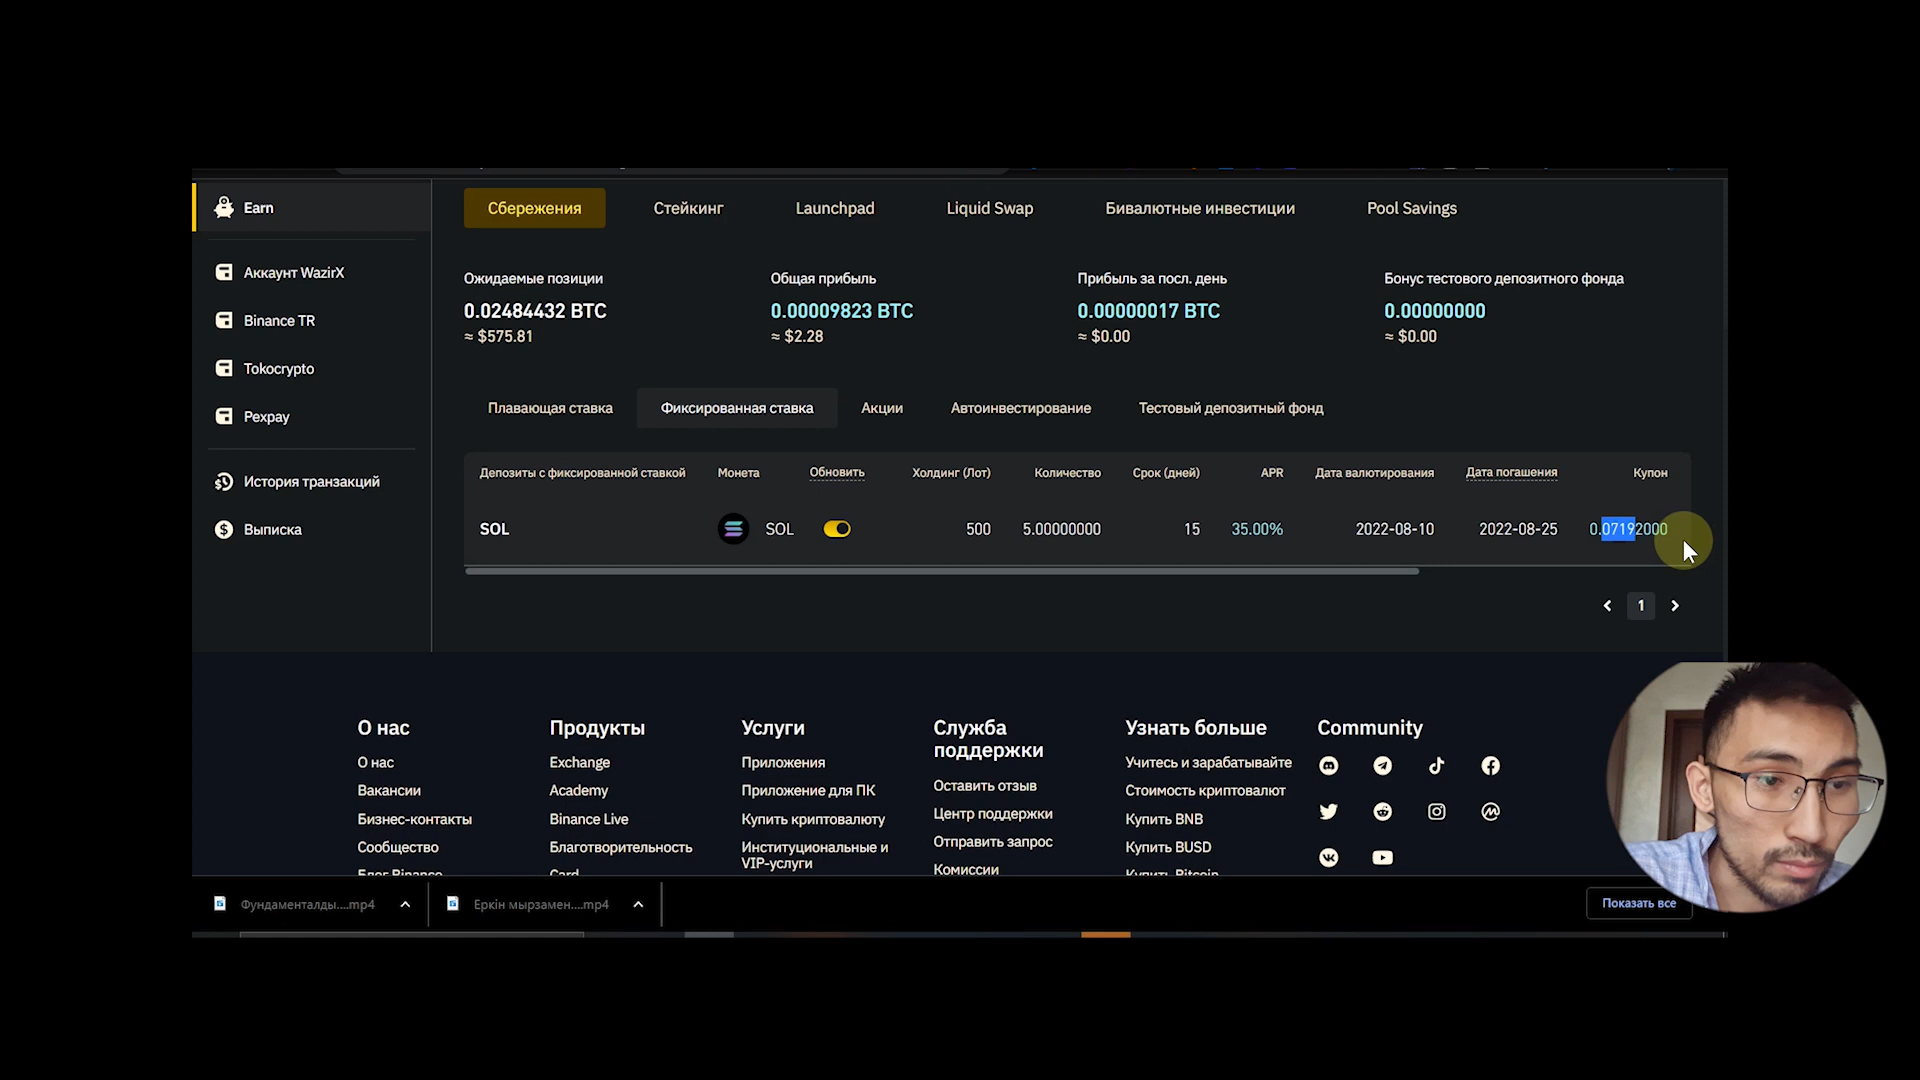 Earn
Аккаунт WazirX
Binance TR
Tokocrypto
Pexpay
История транзакций
Выписка
Сбережения Стейкинг Launchpad Liquid Swap Бивалютные инвестиции Pool Savings
Ожидаемые позиции Общая прибыль Прибыль за посл. день Бонус тестового депозитного фонда
0.02484432 BTC 0.00009823 BTC 0.00000017 BTC 0.00000000
≈ $575.81 ≈ $2.28 ≈ $0.00 ≈ $0.00
Плавающая ставка Фиксированная ставка Акции Автоинвестирование Тестовый депозитный фонд
Депозиты с фиксированной ставкой Монета Обновить Холдинг (Лот) Количество Срок (дней) APR Дата валютирования Дата погашения Купон
SOL SOL 500 5.00000000 15 35.00% 2022-08-10 2022-08-25 0.07192000
1
О нас
О нас
Вакансии
Бизнес-контакты
Сообщество
Блог Binance
Продукты
Exchange
Academy
Binance Live
Благотворительность
Card
Услуги
Приложения
Приложение для ПК
Купить криптовалюту
Институциональные и
VIP-услуги
Служба
поддержки
Оставить отзыв
Центр поддержки
Отправить запрос
Комиссии
Узнать больше
Учитесь и зарабатывайте
Стоимость криптовалют
Купить BNB
Купить BUSD
Купить Bitcoin
Community
Фундаменталды....mp4 Еркін мырзамен....mp4 Показать все